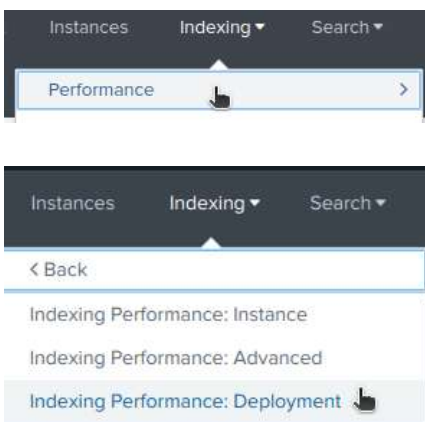 Instances Indexing ▾ Search ▾
Performance >
Instances Indexing ▾ Search ▾
< Back
Indexing Performance: Instance
Indexing Performance: Advanced
Indexing Performance: Deployment